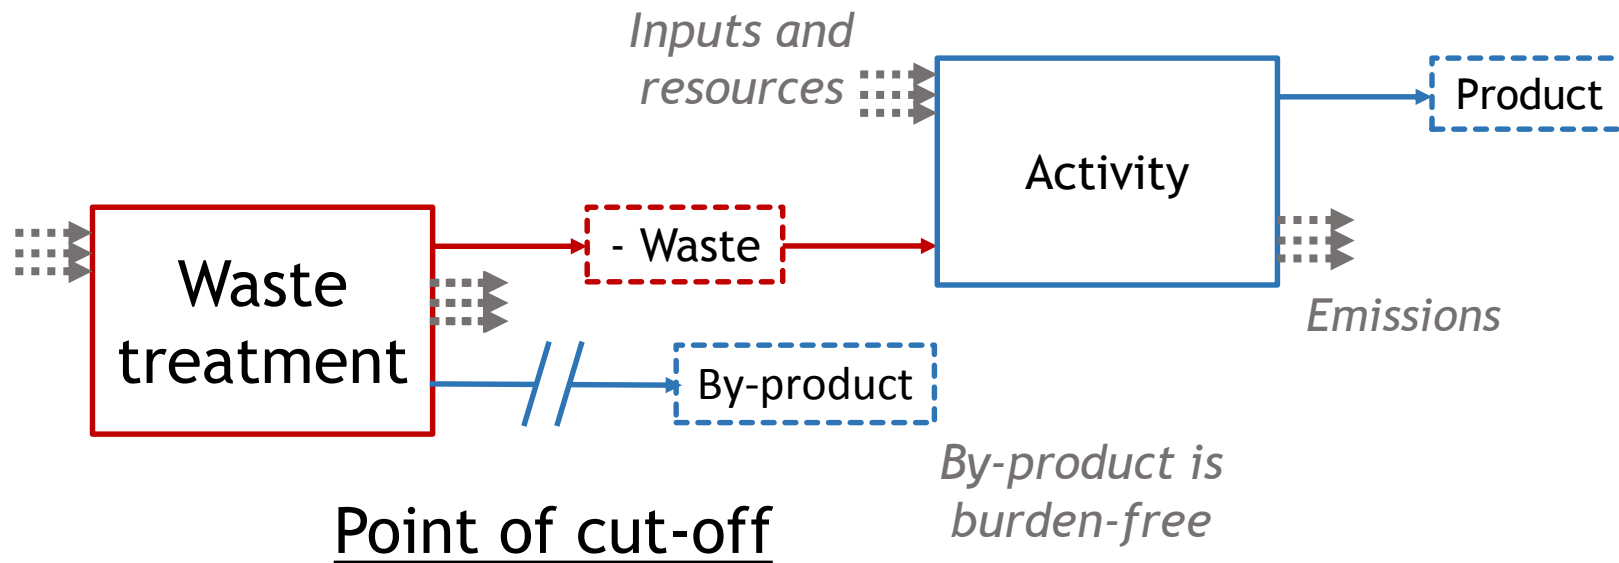 Inputs and
resources
Product
Activity
- Waste
Waste
treatment
Emissions
By-product
By-product is
burden-free
Point of cut-off